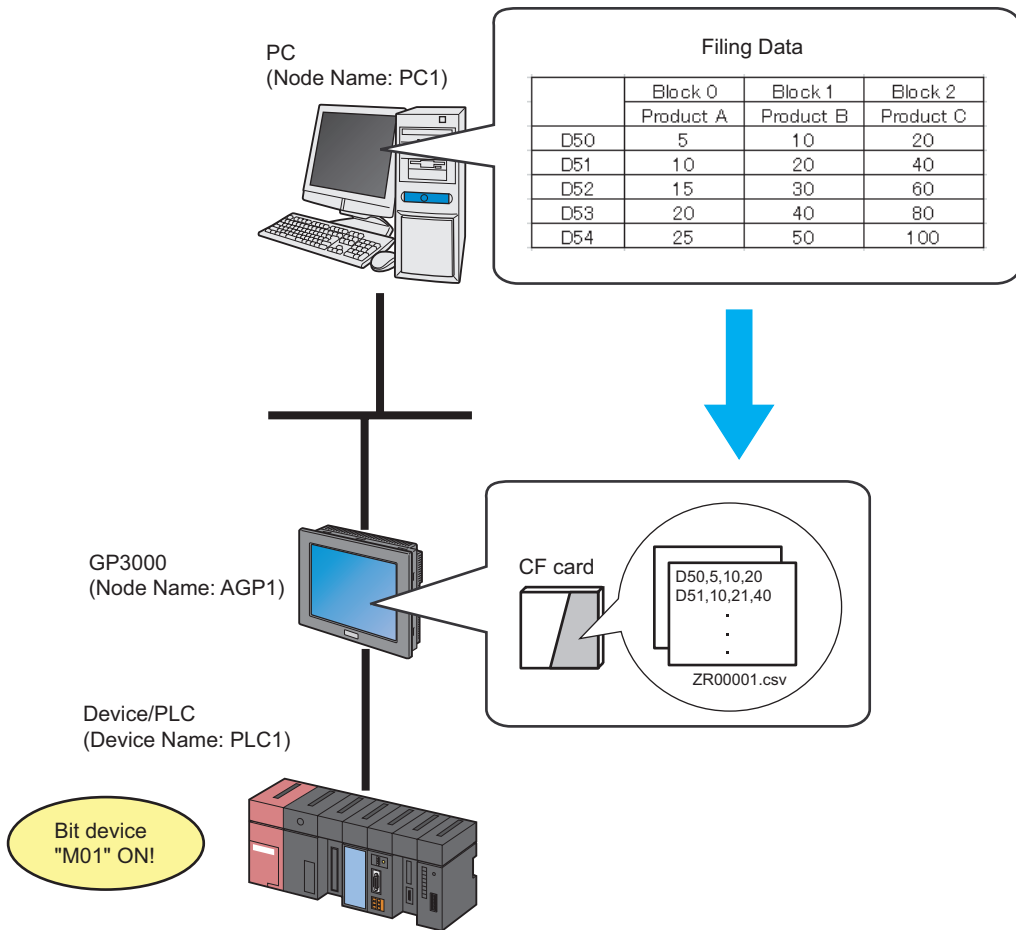 PC
(Node Name: PC1)
Filing Data
Block 0 Block 1 Block 2
Product A Product B Product C
D50 5 10 20
D51 10 20 40
D52 15 30 60
D53 20 40 80
D54 25 50 100
GP3000
(Node Name: AGP1)
CF card
D50,5,10,20
D51,10,21,40
.
.
.
ZR00001.csv
Device/PLC
(Device Name: PLC1)
Bit device
"M01" ON!